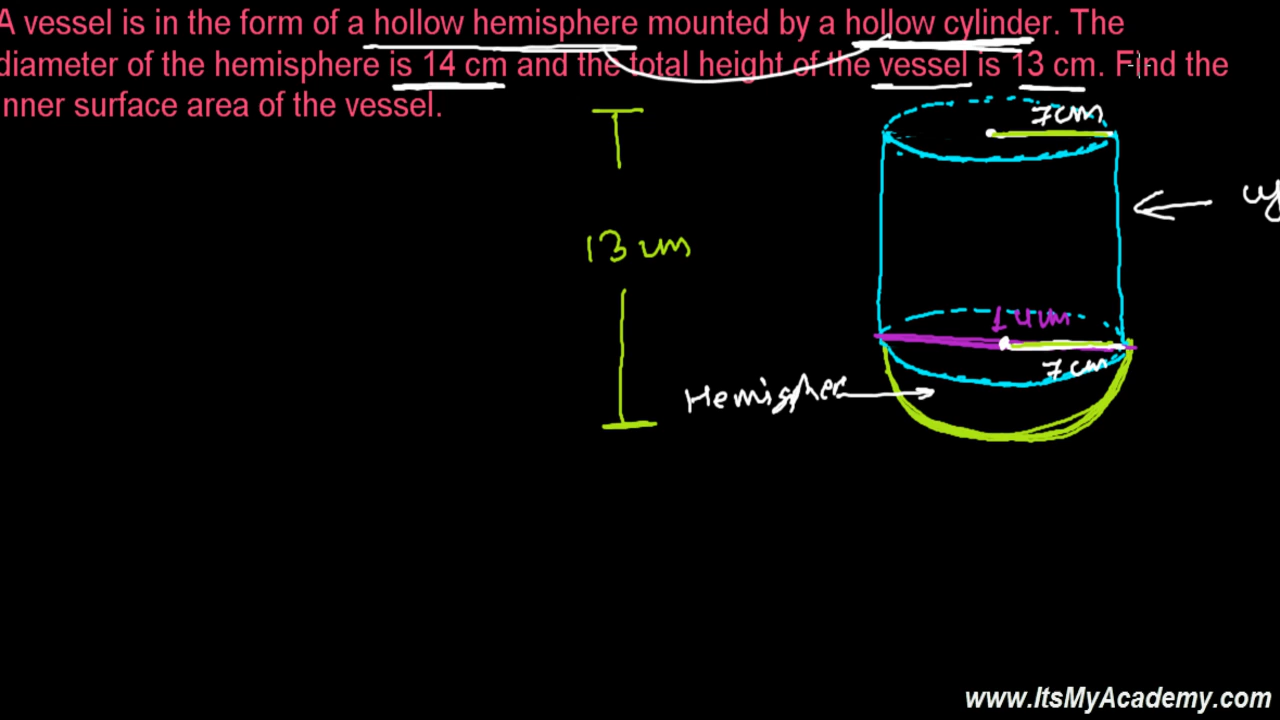 A vessel is in the form of a hollow hemisphere mounted by a hollow cylinder. The
diameter of the hemisphere is 14 cm and the total height of the vessel is 13 cm. Find the
inner surface area of the vessel.
7cm
cy
13 cm
14cm
7cm
Hemispher
www.ItsMyAcademy.com